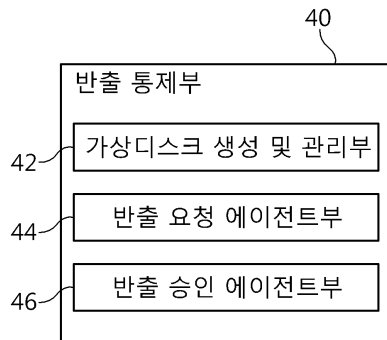 40
반출 통제부
42
가상디스크 생성 및 관리부
44
반출 요청 에이전트부
46
반출 승인 에이전트부